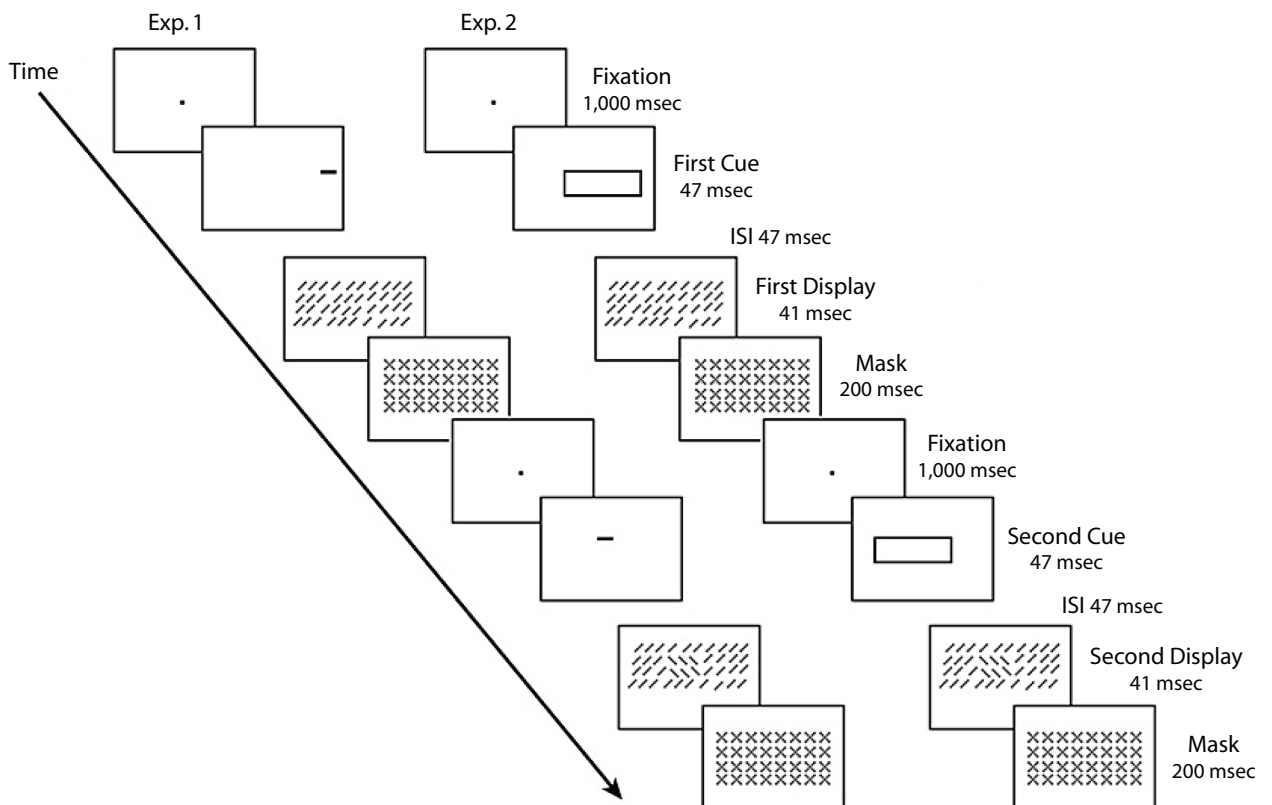 Exp. 1
Exp. 2
Time
Fixation
1,000 msec
First Cue
47 msec
ISI 47 msec
First Display
41 msec
Mask
200 msec
Fixation
1,000 msec
Second Cue
47 msec
ISI 47 msec
Second Display
41 msec
Mask
200 msec